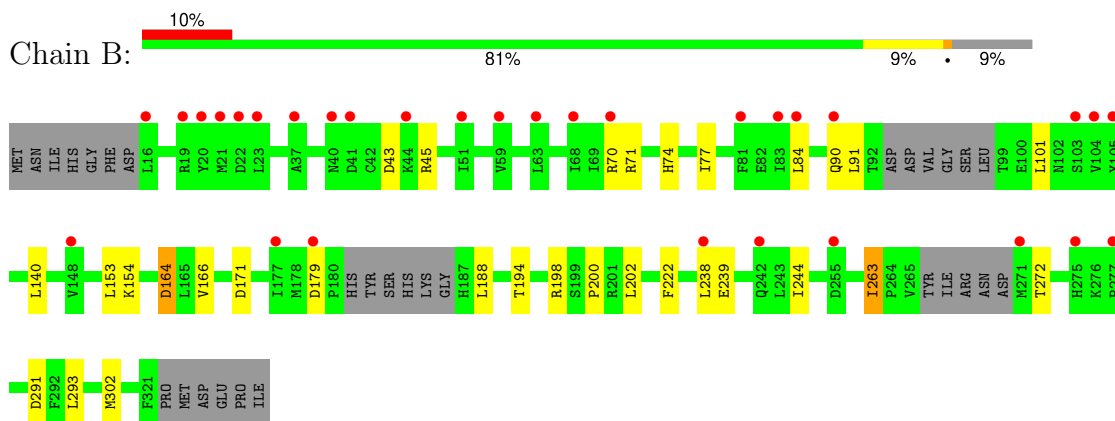 10%
Chain B:
81% 9% • 9%
MET ASN ILE HIS GLY PHE ASP L16 R19 Y20 M21 D22 L23 A37 N40 D41 C42 D43 K44 R45 I51 V59 L63 I68 I69 R70 R71 H74 I77 F81 E82 I83 L84 Q90 L91 T92 ASP ASP VAL GLY SER LEU T99 E100 L101 N102 S103 V104 Y105
L140 V148 L153 K154 D164 L165 V166 D171 I177 M178 D179 P180 HIS TYR SER HIS LYS GLY H187 L188 T194 R198 S199 P200 R201 L202 F222 L238 E239 Q242 L243 I244 D255 I263 P264 V265 TYR ILE ARG ASN ASP M271 T272 H275 K276
D291 F292 L293 M302 F321 PRO MET ASP GLU PRO ILE